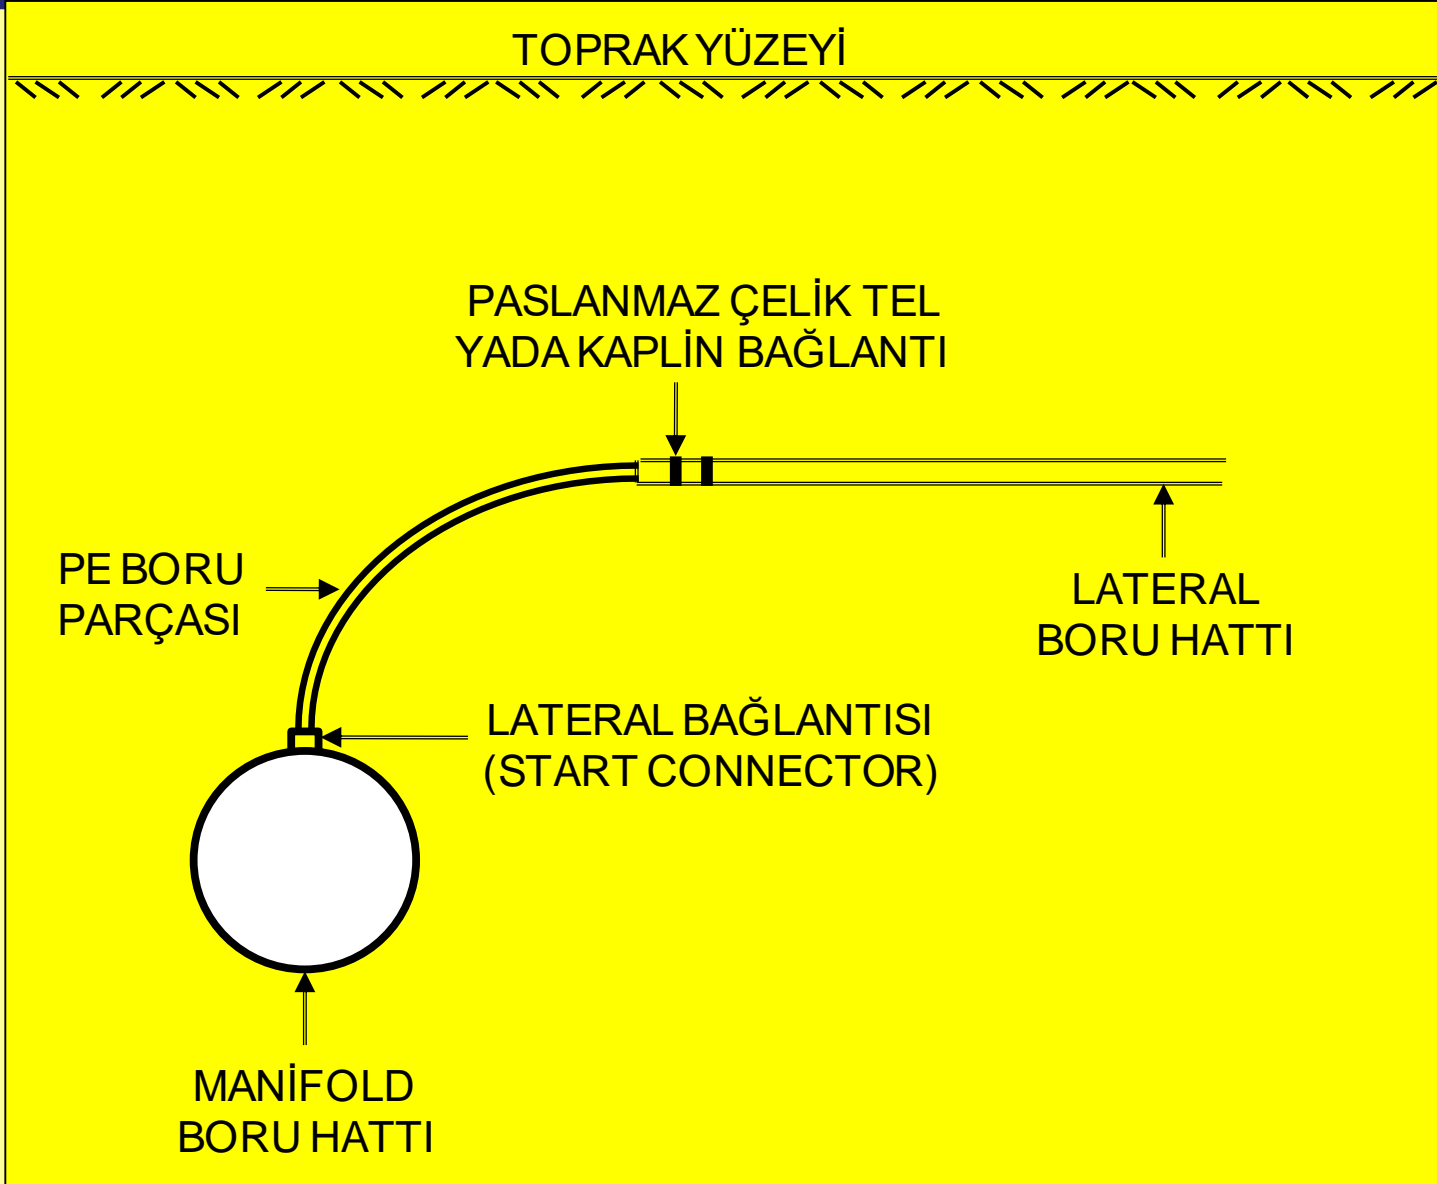 TOPRAK YÜZEYİ
PASLANMAZ ÇELİK TEL
YADA KAPLİN BAĞLANTI
PE BORU
PARÇASI
LATERAL
BORU HATTI
LATERAL BAĞLANTISI
(START CONNECTOR)
MANİFOLD
BORU HATTI